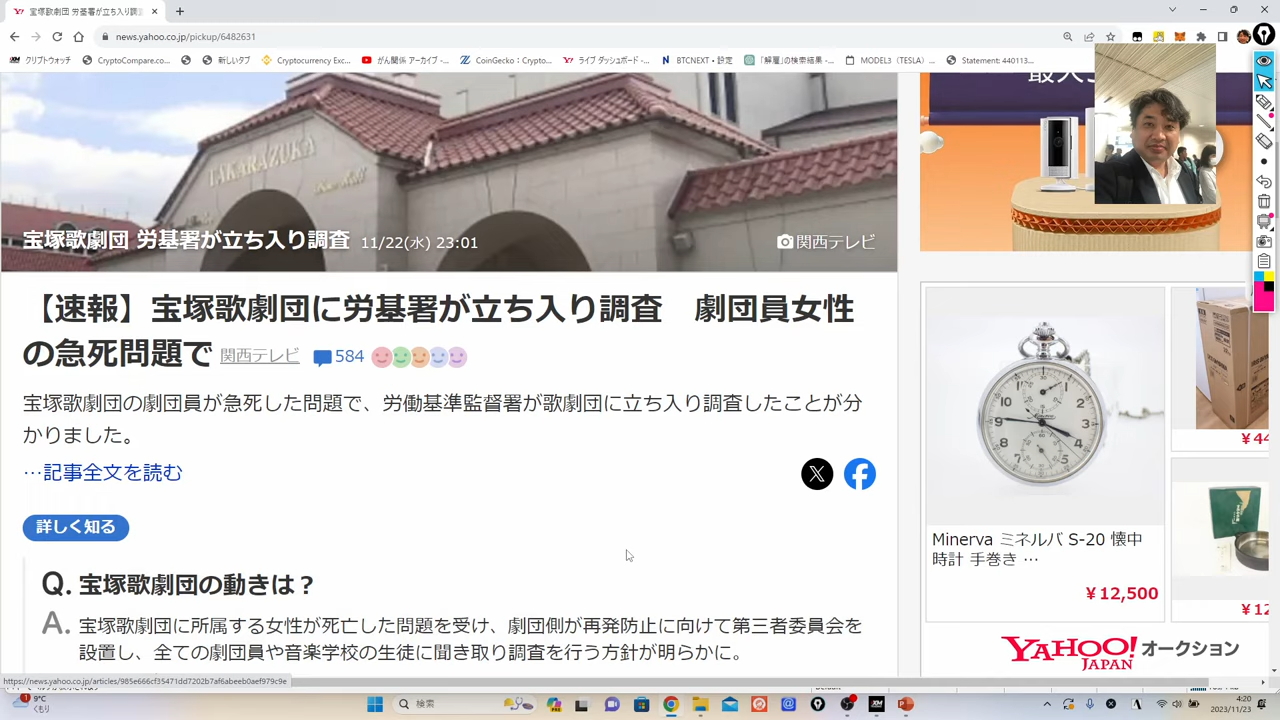 宝塚歌劇団 労基署が立ち入り調
news.yahoo.co.jp/pickup/6482631
クリプトウォッチ
CryptoCompare.co...
新しいタブ
Cryptocurrency Exc...
がん関係 アーカイブ -...
CoinGecko : Crypto...
ライブ ダッシュボード -...
BTCNEXT • 設定
「解雇」の検索結果 -...
MODEL3（TESLA）...
Statement: 440113...
TAKARAZUKA
宝塚歌劇団 労基署が立ち入り調査 11/22(水) 23:01
関西テレビ
【速報】宝塚歌劇団に労基署が立ち入り調査　劇団員女性
の急死問題で 関西テレビ 584
宝塚歌劇団の劇団員が急死した問題で、労働基準監督署が歌劇団に立ち入り調査したことが分
かりました。
…記事全文を読む
詳しく知る
Q. 宝塚歌劇団の動きは？
A. 宝塚歌劇団に所属する女性が死亡した問題を受け、劇団側が再発防止に向けて第三者委員会を
設置し、全ての劇団員や音楽学校の生徒に聞き取り調査を行う方針が明らかに。
Minerva ミネルバ S-20 懐中
時計 手巻き …
¥12,500
¥44
¥12
YAHOO! JAPAN オークション
https://news.yahoo.co.jp/articles/985e666cf35471dd7202b7af6abeeb0aef979c9e
9°C
くもり
検索
4:20
2023/11/23